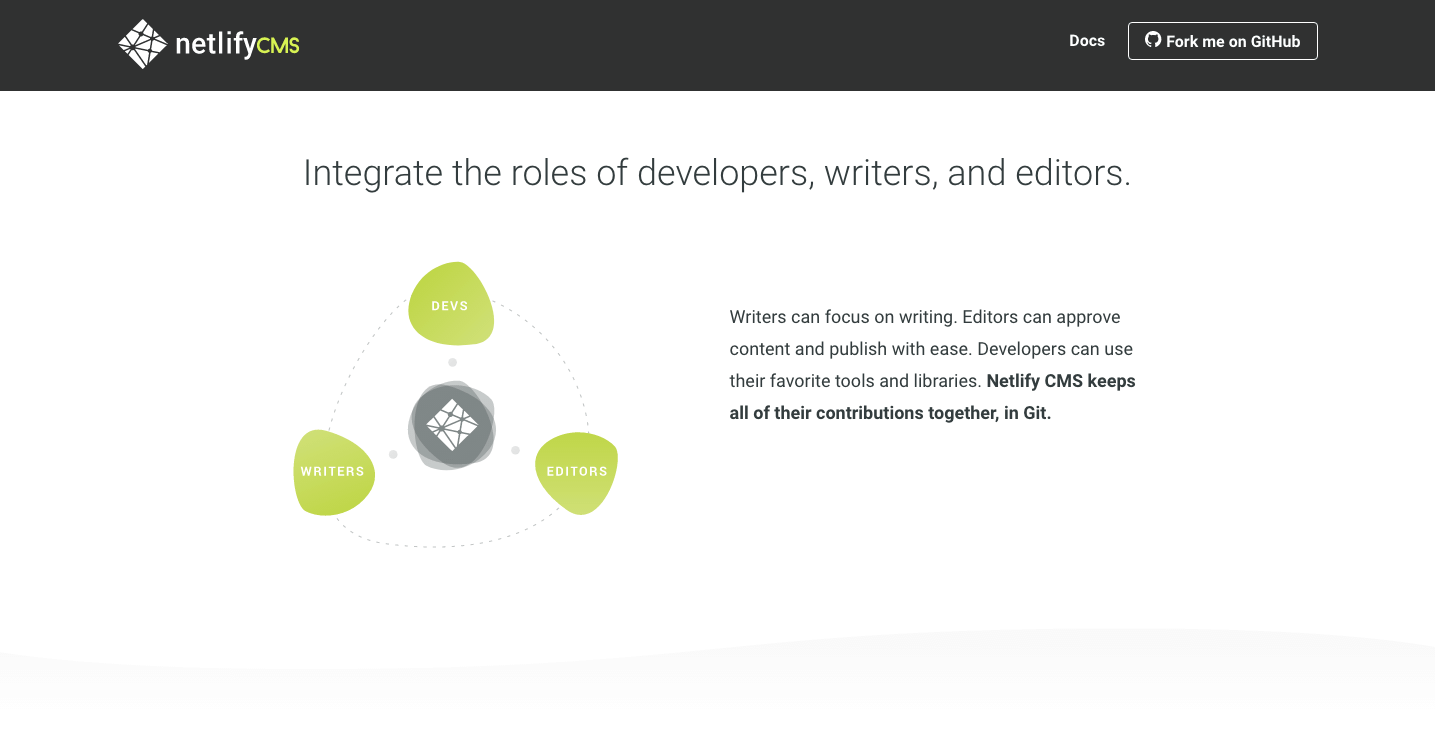 netlifyCMS
Docs
Fork me on GitHub
Integrate the roles of developers, writers, and editors.
DEVS
WRITERS
EDITORS
Writers can focus on writing. Editors can approve
content and publish with ease. Developers can use
their favorite tools and libraries. Netlify CMS keeps
all of their contributions together, in Git.